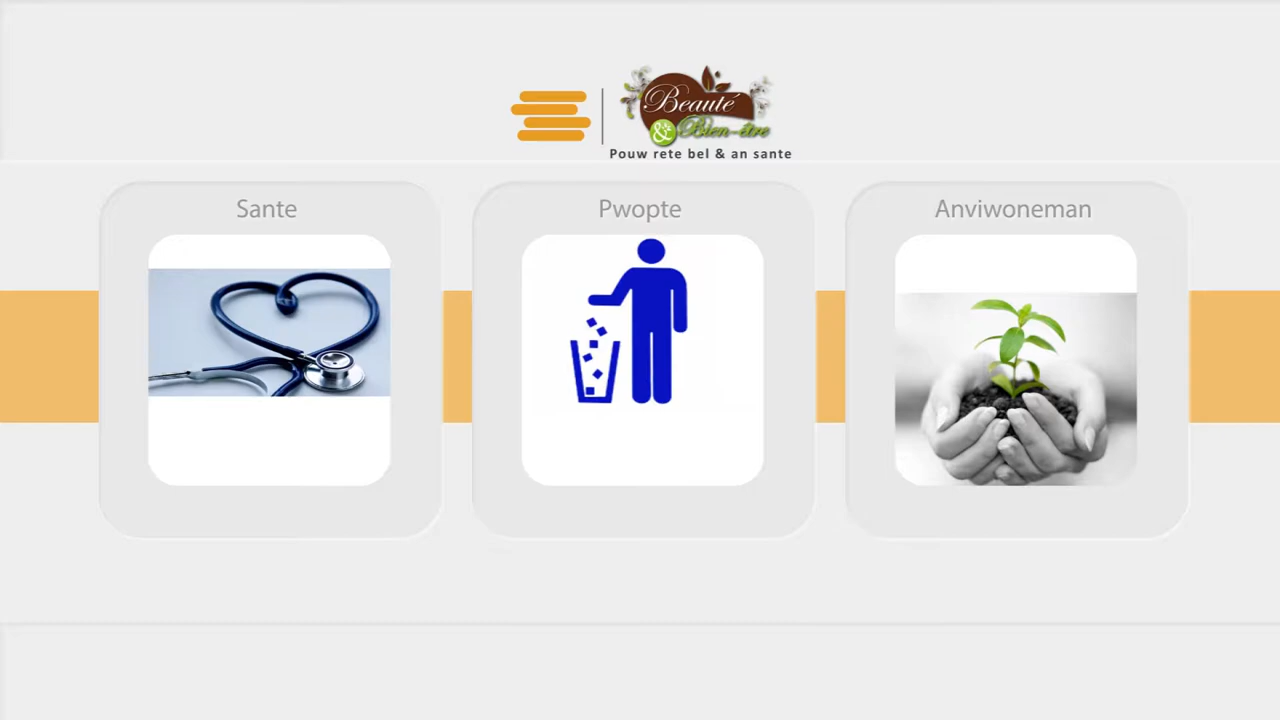 Beauté
& Bien-être
Pouw rete bel & an sante
Sante
Pwopte
Anviwoneman